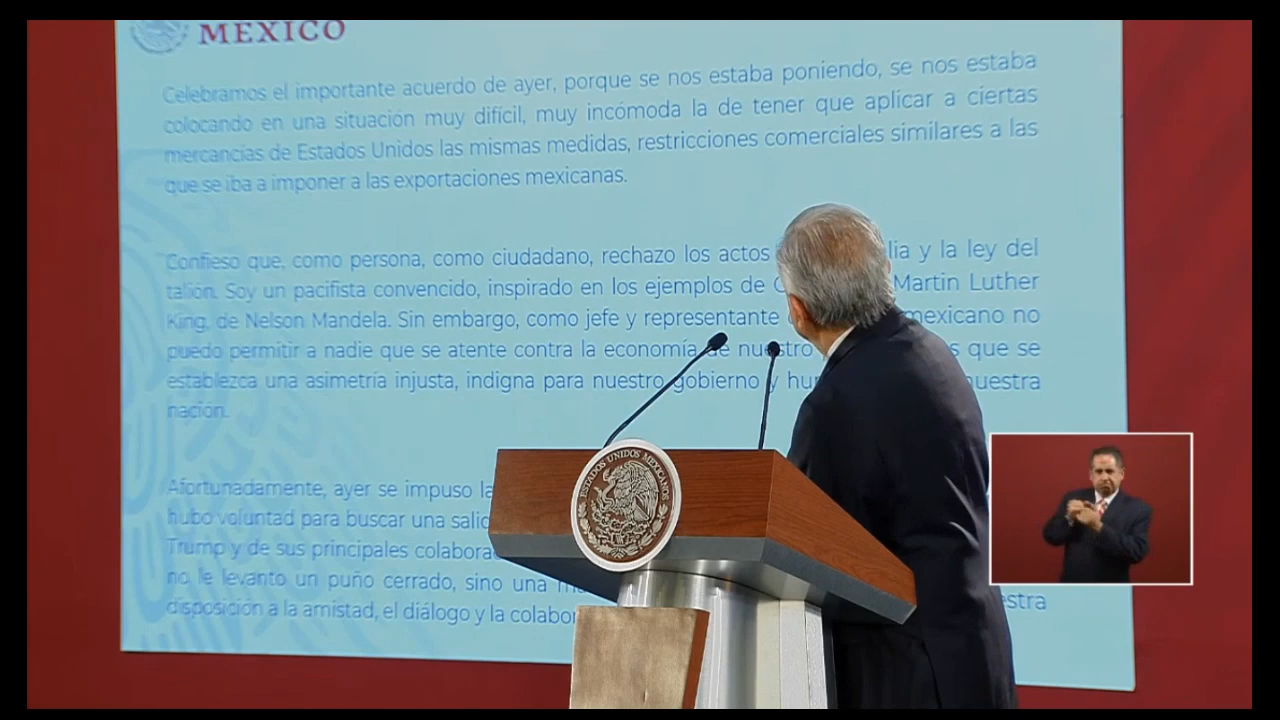 MÉXICO
Celebramos el importante acuerdo de ayer, porque se nos estaba poniendo, se nos estaba
colocando en una situación muy difícil, muy incómoda la de tener que aplicar a ciertas
mercancías de Estados Unidos las mismas medidas, restricciones comerciales similares a las
que se iba a imponer a las exportaciones mexicanas.
Confieso que, como persona, como ciudadano, rechazo los actos lia y la ley del
talión. Soy un pacifista convencido, inspirado en los ejemplos de Martin Luther
King, de Nelson Mandela. Sin embargo, como jefe y representante mexicano no
puedo permitir a nadie que se atente contra la economía de nuestro s que se
establezca una asimetría injusta, indigna para nuestro gobierno y nuestra
nación.
Afortunadamente, ayer se impuso la
hubo voluntad para buscar una
Trump y de sus principales
no le levanto un puño cerrado, sino una
disposición a la amistad, el diálogo y la
ESTADOS UNIDOS MEXICANOS